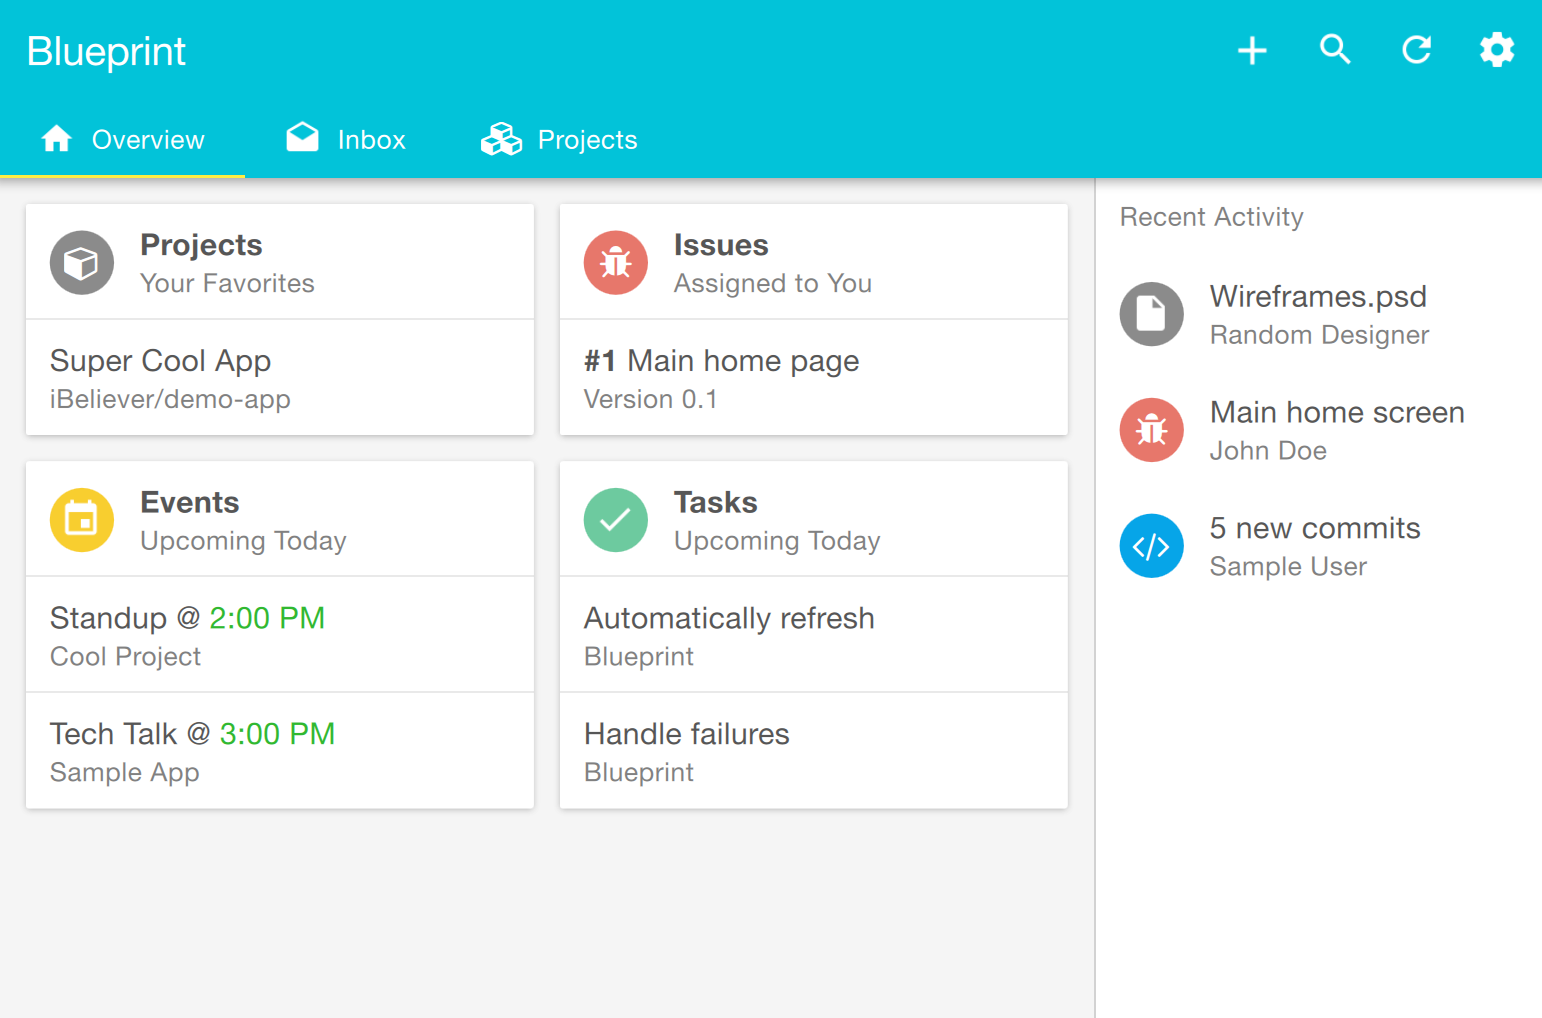 Blueprint
Overview
Inbox
Projects
Projects
Your Favorites
Super Cool App
iBeliever/demo-app
Issues
Assigned to You
#1 Main home page
Version 0.1
Events
Upcoming Today
Standup @ 2:00 PM
Cool Project
Tech Talk @ 3:00 PM
Sample App
Tasks
Upcoming Today
Automatically refresh
Blueprint
Handle failures
Blueprint
Recent Activity
Wireframes.psd
Random Designer
Main home screen
John Doe
5 new commits
Sample User